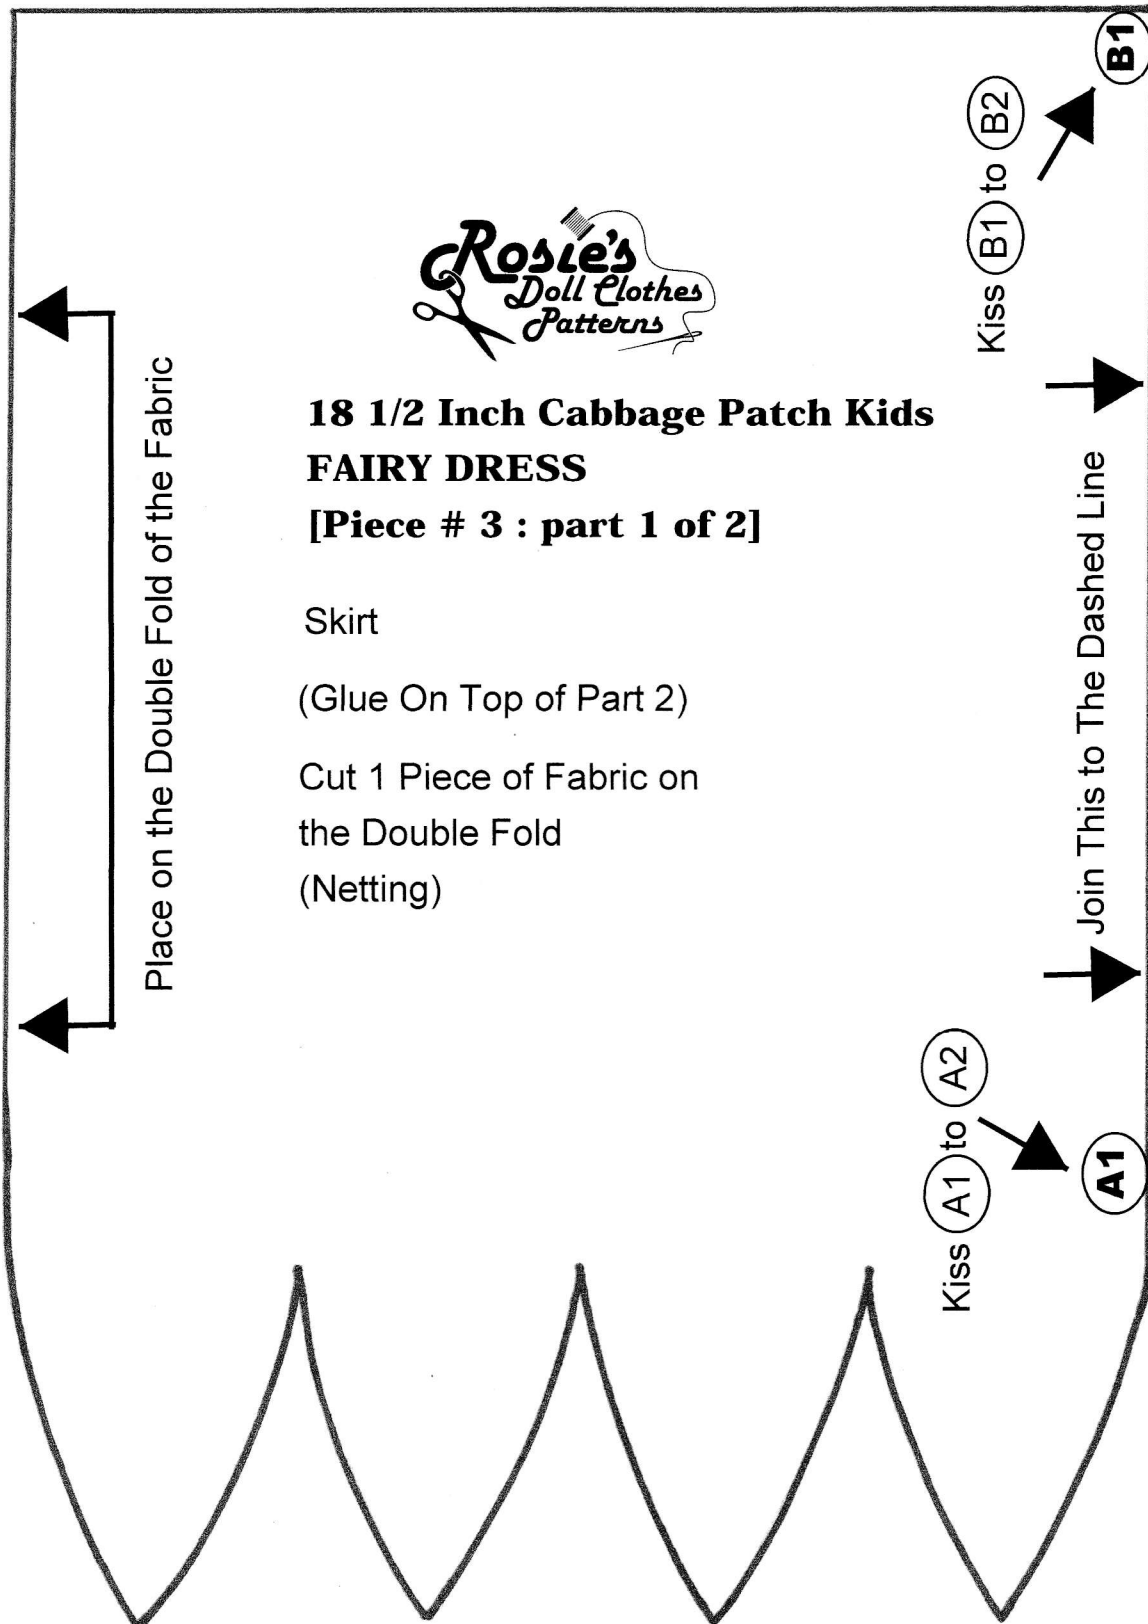 Rosie's
Doll Clothes
Patterns
18 1/2 Inch Cabbage Patch Kids
FAIRY DRESS
[Piece # 3 : part 1 of 2]
Skirt
(Glue On Top of Part 2)
Cut 1 Piece of Fabric on
the Double Fold
(Netting)
Place on the Double Fold of the Fabric
Kiss B1 to B2
B1
Join This to The Dashed Line
Kiss A1 to A2
A1